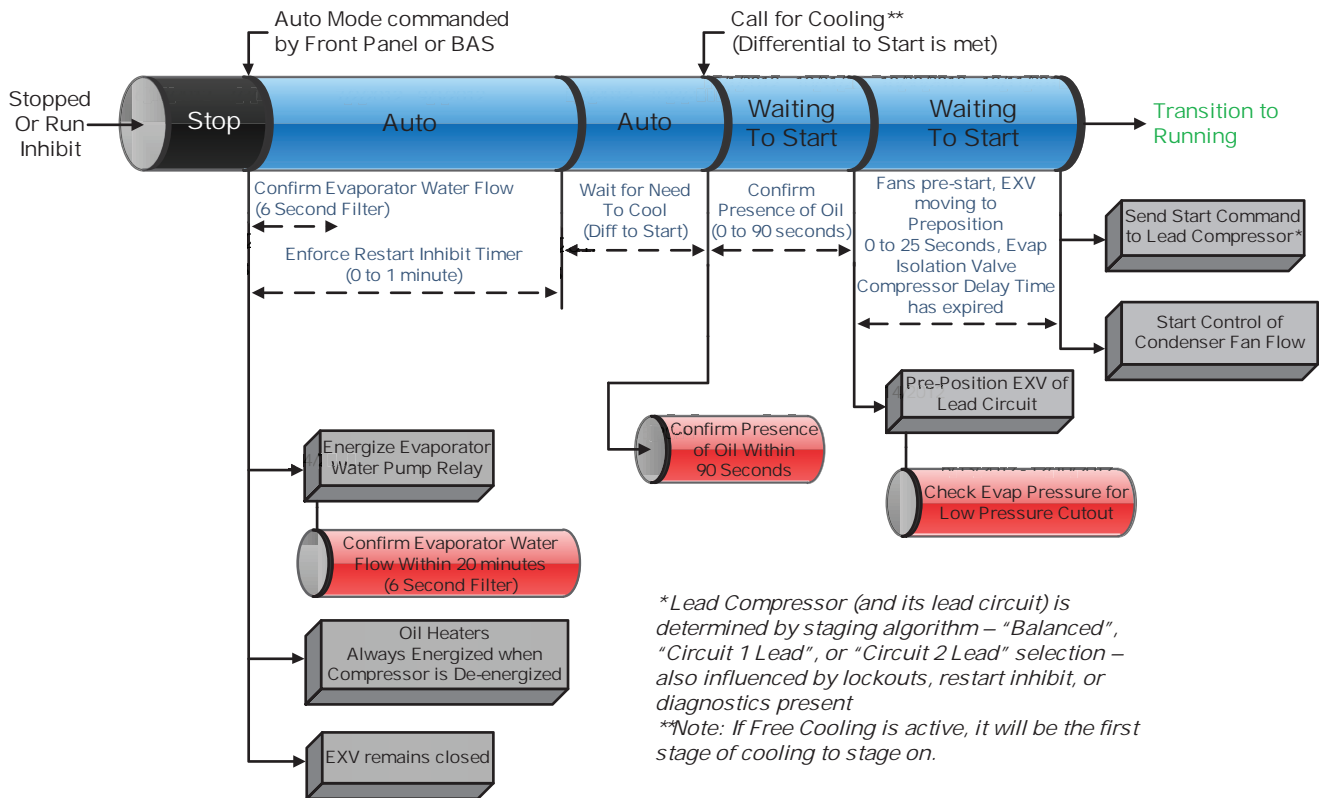 Auto Mode commanded
by Front Panel or BAS
Call for Cooling**
(Differential to Start is met)
Stopped
Or Run
Inhibit
Stop
Auto
Auto
Waiting
To Start
Waiting
To Start
Transition to
Running
Confirm Evaporator Water Flow
(6 Second Filter)
Enforce Restart Inhibit Timer
(0 to 1 minute)
Wait for Need
To Cool
(Diff to Start)
Confirm
Presence of Oil
(0 to 90 seconds)
Fans pre-start, EXV
moving to
Preposition
0 to 25 Seconds, Evap
Isolation Valve
Compressor Delay Time
has expired
Send Start Command
to Lead Compressor*
Start Control of
Condenser Fan Flow
Pre-Position EXV of
Lead Circuit
Check Evap Pressure for
Low Pressure Cutout
Confirm Presence
of Oil Within
90 Seconds
Energize Evaporator
Water Pump Relay
Confirm Evaporator Water
Flow Within 20 minutes
(6 Second Filter)
Oil Heaters
Always Energized when
Compressor is De-energized
EXV remains closed
*Lead Compressor (and its lead circuit) is
determined by staging algorithm – “Balanced”,
“Circuit 1 Lead”, or “Circuit 2 Lead” selection –
also influenced by lockouts, restart inhibit, or
diagnostics present
**Note: If Free Cooling is active, it will be the first
stage of cooling to stage on.